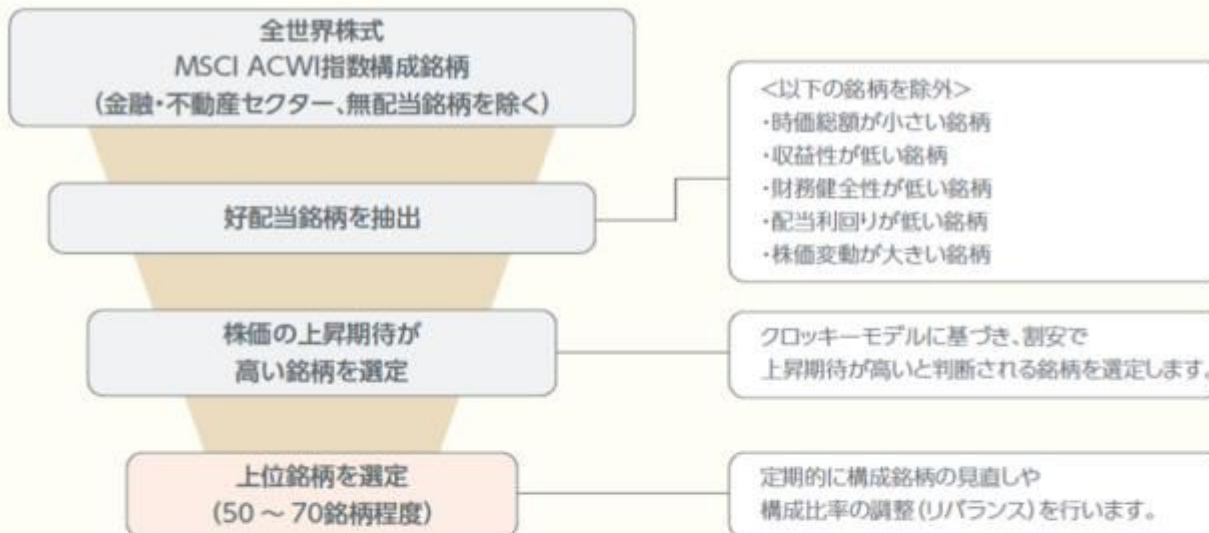 全世界株式
MSCI ACWI指数構成銘柄
(金融・不動産セクター、無配当銘柄を除く)
好配当銘柄を抽出
<以下の銘柄を除外>
・時価総額が小さい銘柄
・収益性が低い銘柄
・財務健全性が低い銘柄
・配当利回りが低い銘柄
・株価変動が大きい銘柄
株価の上昇期待が
高い銘柄を選定
クロッキーモデルに基づき、割安で
上昇期待が高いと判断される銘柄を選定します。
上位銘柄を選定
(50 ~ 70銘柄程度)
定期的に構成銘柄の見直しや
構成比率の調整(リバランス)を行います。